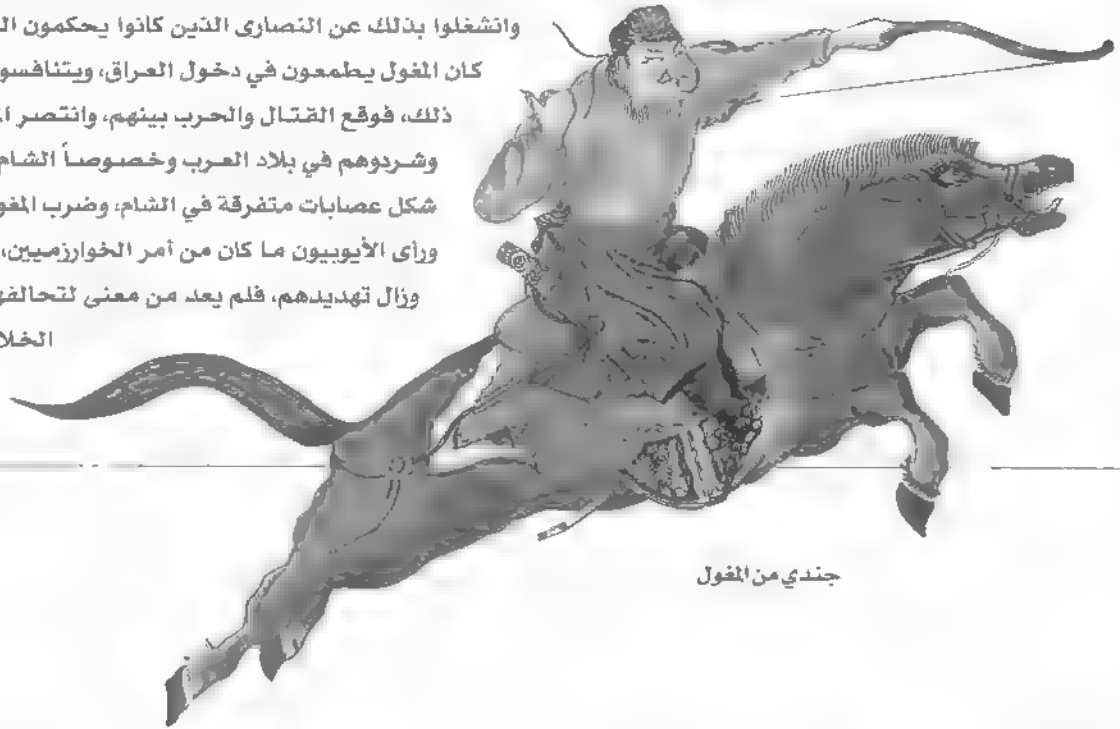 وانشغلوا بذلك عن النصارى الذين كانوا يحكمون
كان المغول يطمعون في دخول العراق، ويتنافسو
ذلك، فوقع القتال والحرب بينهم، وانتصر
وشردوهم في بلاد العرب وخصوصاً الشام
شكل عصابات متفرقة في الشام، وضرب المغو
ورأى الأيوبيون ما كان من أمر الخوارزميين،
وزال تهديدهم، فلم يعد من معنى لتحالفه
الخلا
جندي من المغول